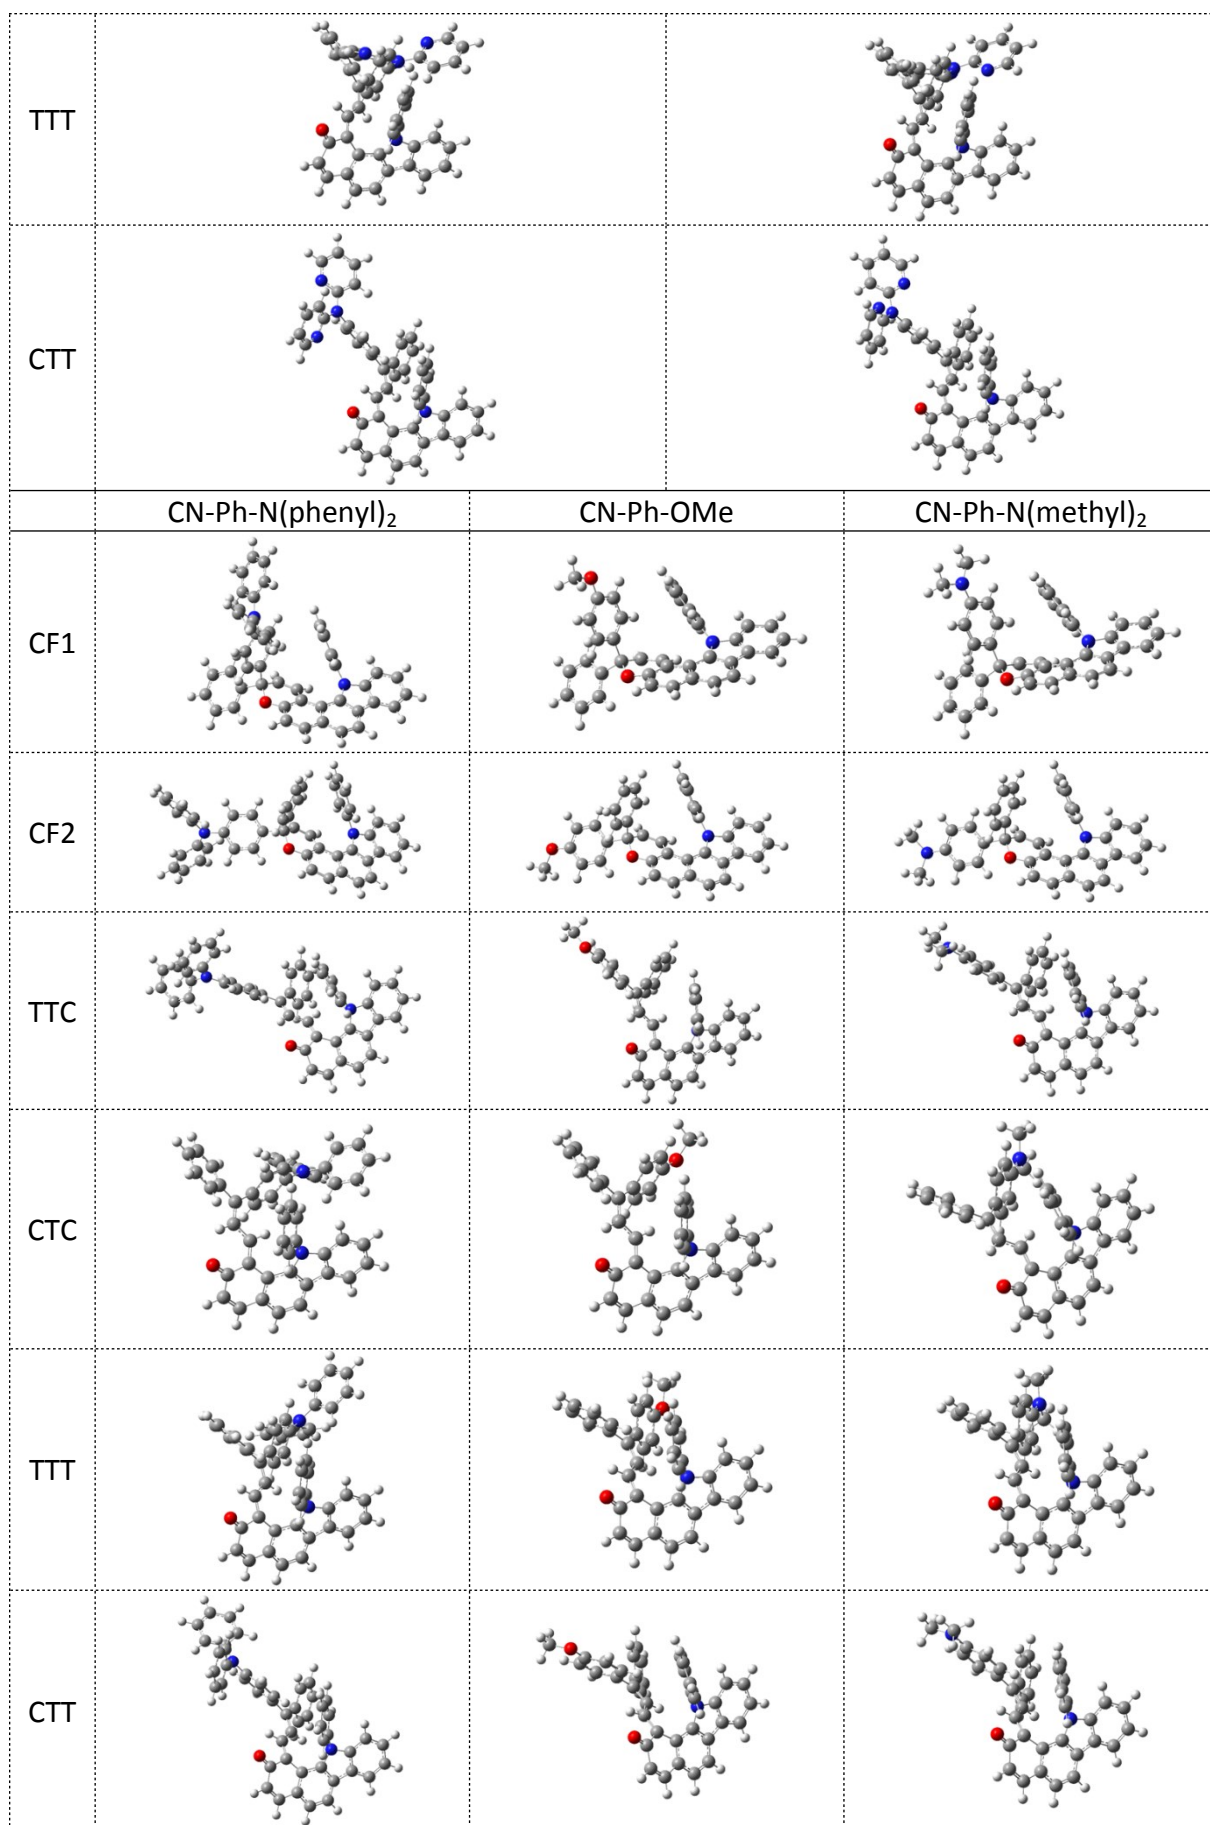 TTT
CTT
CN-Ph-N(phenyl)₂ CN-Ph-OMe CN-Ph-N(methyl)₂
CF1
CF2
TTC
CTC
TTT
CTT